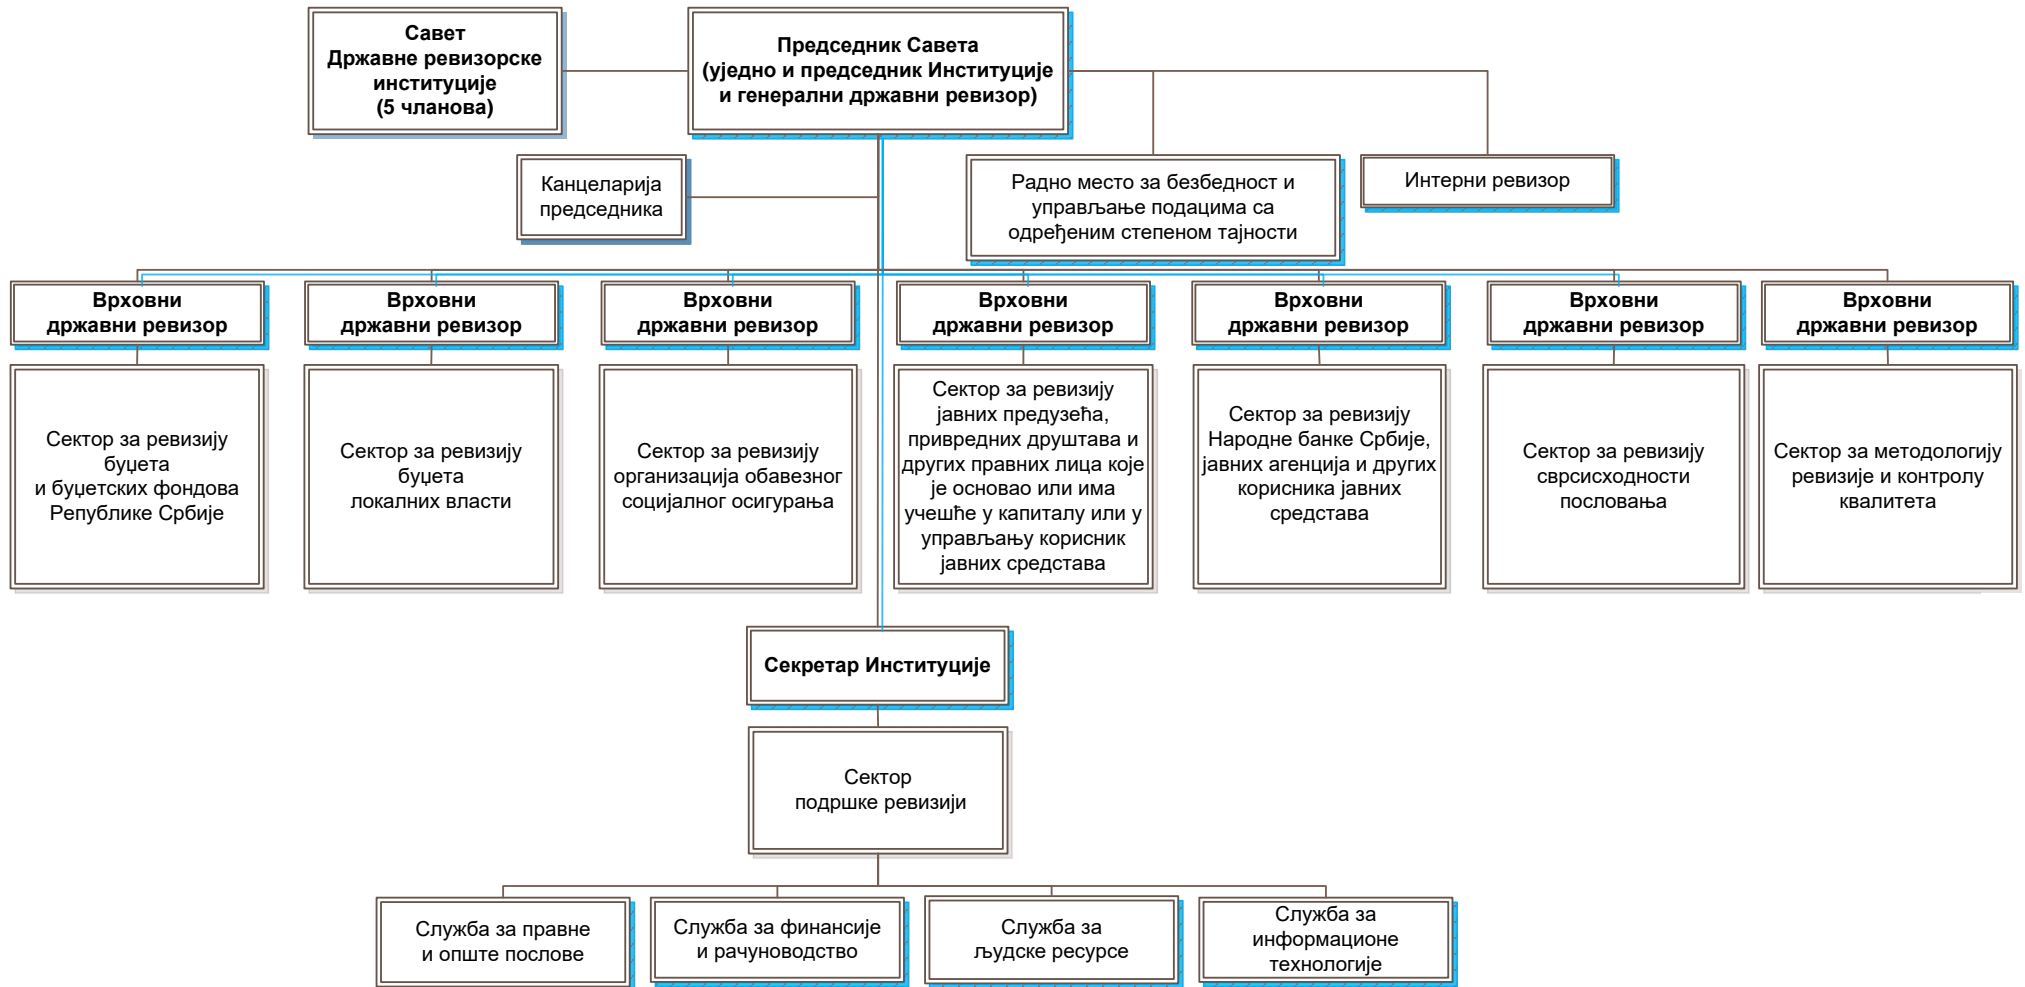 Савет
Државне ревизорске
институције
(5 чланова)
Председник Савета
(уједно и председник Институције
и генерални државни ревизор)
Канцеларија
председника
Радно место за безбедност и
управљање подацима са
одређеним степеном тајности
Интерни ревизор
Врховни
државни ревизор
Врховни
државни ревизор
Врховни
државни ревизор
Врховни
државни ревизор
Врховни
државни ревизор
Врховни
државни ревизор
Врховни
државни ревизор
Сектор за ревизију
буџета
и буџетских фондова
Републике Србије
Сектор за ревизију
буџета
локалних власти
Сектор за ревизију
организација обавезног
социјалног осигурања
Сектор за ревизију
јавних предузећа,
привредних друштава и
других правних лица које
је основао или има
учешће у капиталу или у
управљању корисник
јавних средстава
Сектор за ревизију
Народне банке Србије,
јавних агенција и других
корисника јавних
средстава
Сектор за ревизију
сврсисходности
пословања
Сектор за методологију
ревизије и контролу
квалитета
Секретар Институције
Сектор
подршке ревизији
Служба за правне
и опште послове
Служба за финансије
и рачуноводство
Служба за
људске ресурсе
Служба за
информационе
технологије